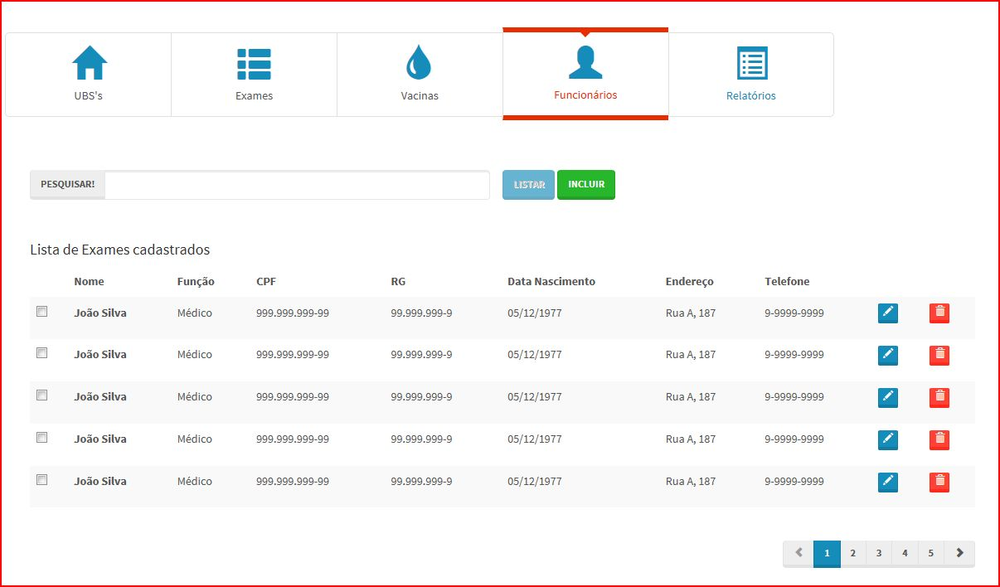 UBS's Exames Vacinas Funcionários Relatórios
PESQUISAR! LISTAR INCLUIR
Lista de Exames cadastrados
Nome Função CPF RG Data Nascimento Endereço Telefone
João Silva Médico 999.999.999-99 99.999.999-9 05/12/1977 Rua A, 187 9-9999-9999
João Silva Médico 999.999.999-99 99.999.999-9 05/12/1977 Rua A, 187 9-9999-9999
João Silva Médico 999.999.999-99 99.999.999-9 05/12/1977 Rua A, 187 9-9999-9999
João Silva Médico 999.999.999-99 99.999.999-9 05/12/1977 Rua A, 187 9-9999-9999
João Silva Médico 999.999.999-99 99.999.999-9 05/12/1977 Rua A, 187 9-9999-9999
1 2 3 4 5